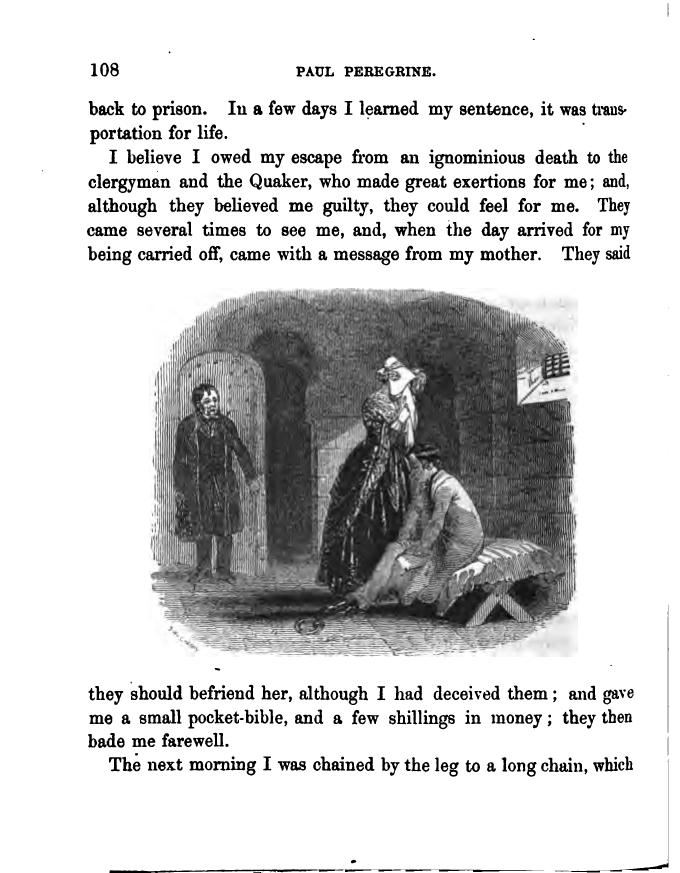 108 PAUL PEREGRINE.
back to prison. In a few days I learned my sentence, it was trans-
portation for life.
I believe I owed my escape from an ignominious death to the
clergyman and the Quaker, who made great exertions for me; and,
although they believed me guilty, they could feel for me. They
came several times to see me, and, when the day arrived for my
being carried off, came with a message from my mother. They said
they should befriend her, although I had deceived them; and gave
me a small pocket-bible, and a few shillings in money; they then
bade me farewell.
The next morning I was chained by the leg to a long chain, which